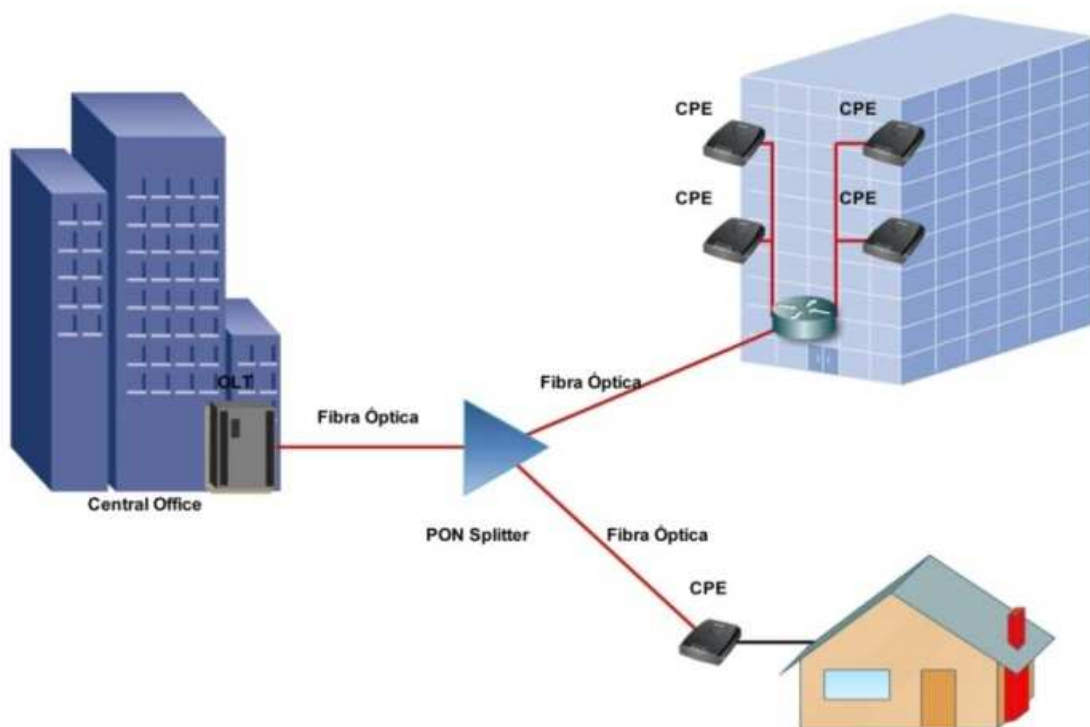 CPE
CPE
CPE
CPE
OLT
Fibra Óptica
Fibra Óptica
Central Office
PON Splitter
Fibra Óptica
CPE